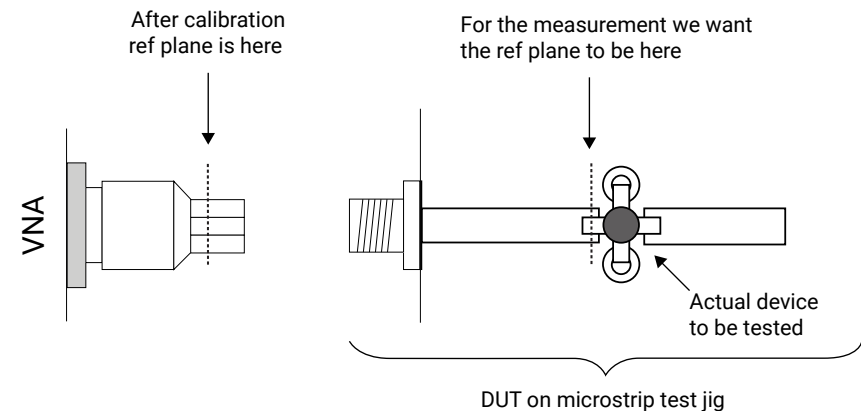 After calibration
ref plane is here
For the measurement we want
the ref plane to be here
VNA
Actual device
to be tested
DUT on microstrip test jig